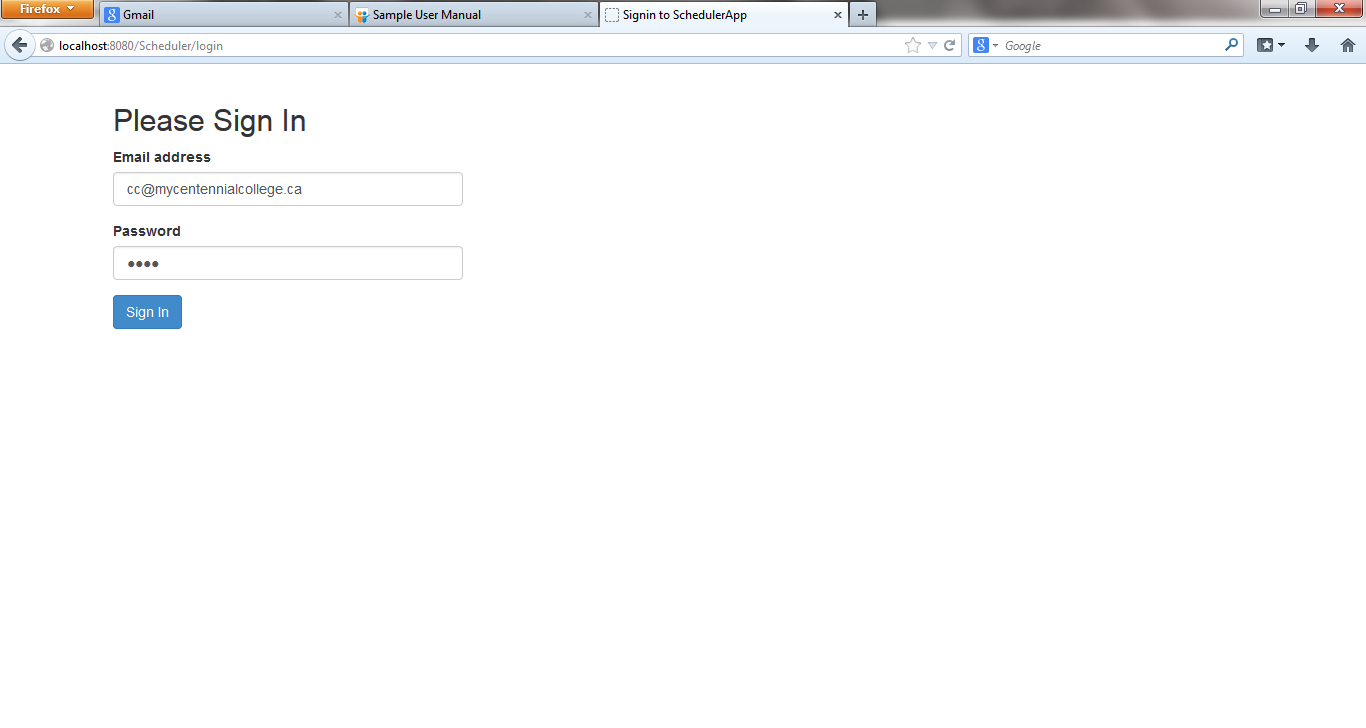 Firefox
Gmail
Sample User Manual
Signin to SchedulerApp
localhost:8080/Scheduler/login
Google
Please Sign In
Email address
cc@mycentennialcollege.ca
Password
••••
Sign In